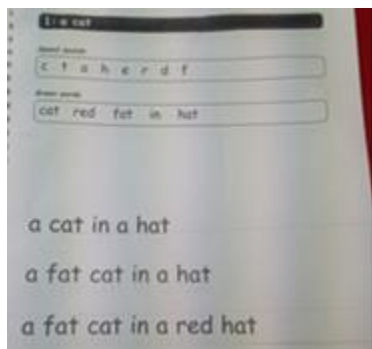 1: a cat
c t a h e r d f
cat red fat in hat
a cat in a hat
a fat cat in a hat
a fat cat in a red hat